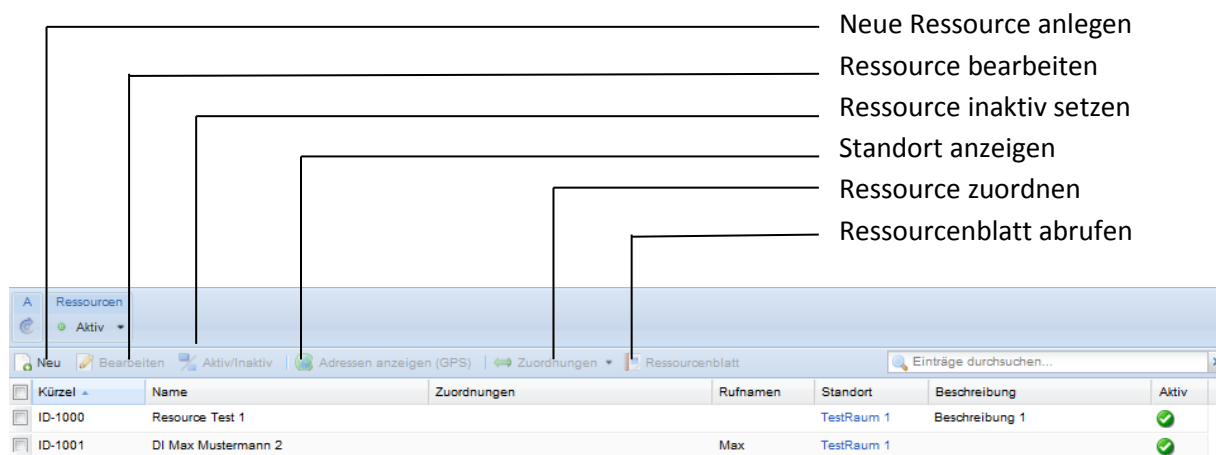 Neue Ressource anlegen
Ressource bearbeiten
Ressource inaktiv setzen
Standort anzeigen
Ressource zuordnen
Ressourcenblatt abrufen
A Ressourcen
Aktiv
Neu Bearbeiten Aktiv/Inaktiv Adressen anzeigen (GPS) Zuordnungen Ressourcenblatt Einträge durchsuchen...
Kürzel Name Zuordnungen Rufnamen Standort Beschreibung Aktiv
ID-1000 Resource Test 1 TestRaum 1 Beschreibung 1
ID-1001 DI Max Mustermann 2 Max TestRaum 1